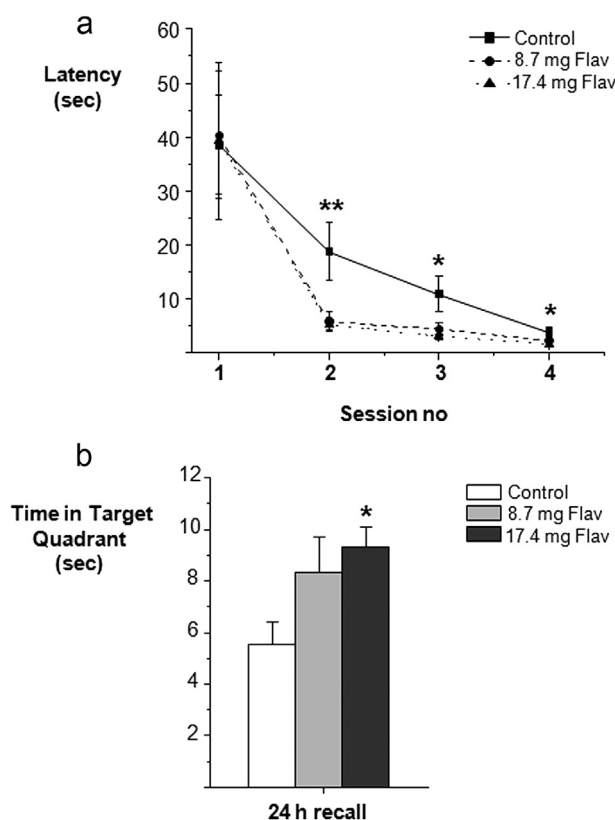 a
Latency
(sec)
60
50
40
30
20
10
Control
8.7 mg Flav
17.4 mg Flav
**
*
*
1 2 3 4
Session no
b
Time in Target
Quadrant
(sec)
12
10
8
6
4
2
*
Control
8.7 mg Flav
17.4 mg Flav
24 h recall